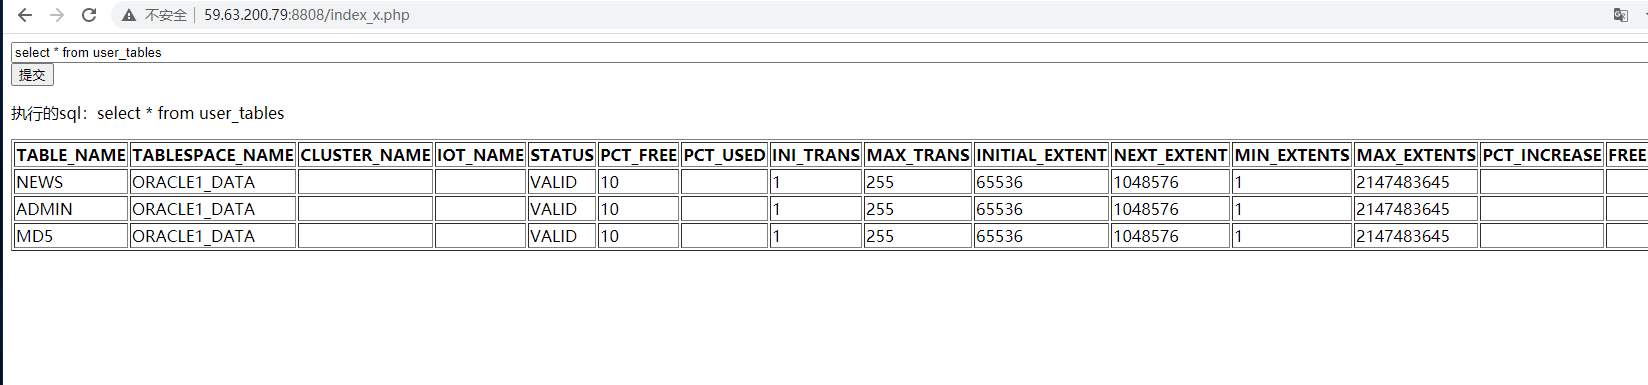 不安全 59.63.200.79:8808/index_x.php
select * from user_tables
提交
执行的sql：select * from user_tables
TABLE_NAME TABLESPACE_NAME CLUSTER_NAME IOT_NAME STATUS PCT_FREE PCT_USED INI_TRANS MAX_TRANS INITIAL_EXTENT NEXT_EXTENT MIN_EXTENTS MAX_EXTENTS PCT_INCREASE FREE
NEWS ORACLE1_DATA VALID 10 1 255 65536 1048576 1 2147483645
ADMIN ORACLE1_DATA VALID 10 1 255 65536 1048576 1 2147483645
MD5 ORACLE1_DATA VALID 10 1 255 65536 1048576 1 2147483645